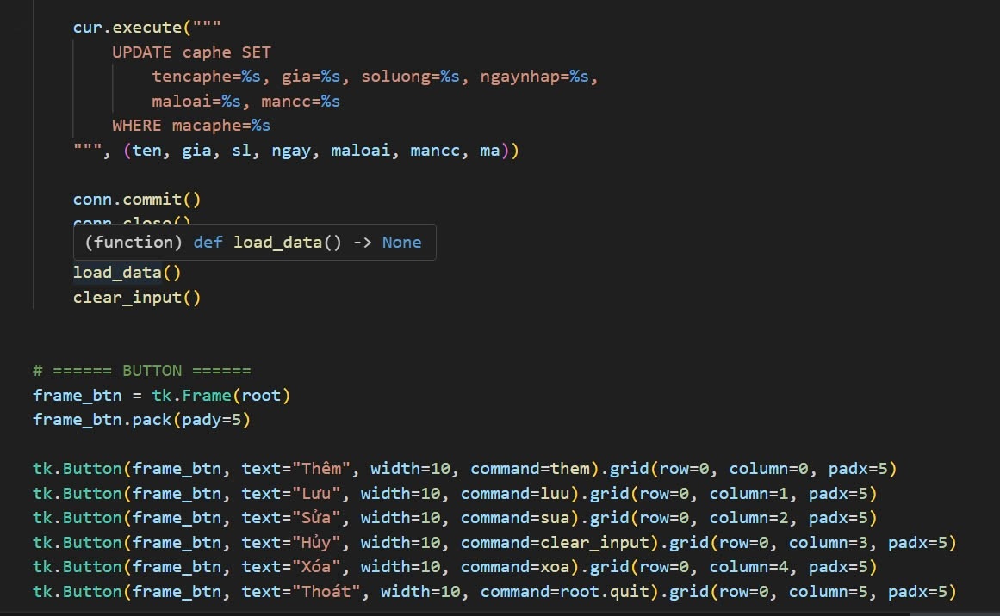 cur.execute("""
UPDATE caphe SET
tencaphe=%s, gia=%s, soluong=%s, ngaynhap=%s,
maloai=%s, mancc=%s
WHERE macaphe=%s
""", (ten, gia, sl, ngay, maloai, mancc, ma))
conn.commit()
conn.close()
(function) def load_data() -> None
load_data()
clear_input()
# ====== BUTTON ======
frame_btn = tk.Frame(root)
frame_btn.pack(pady=5)
tk.Button(frame_btn, text="Thêm", width=10, command=them).grid(row=0, column=0, padx=5)
tk.Button(frame_btn, text="Lưu", width=10, command=luu).grid(row=0, column=1, padx=5)
tk.Button(frame_btn, text="Sửa", width=10, command=sua).grid(row=0, column=2, padx=5)
tk.Button(frame_btn, text="Hủy", width=10, command=clear_input).grid(row=0, column=3, padx=5)
tk.Button(frame_btn, text="Xóa", width=10, command=xoa).grid(row=0, column=4, padx=5)
tk.Button(frame_btn, text="Thoát", width=10, command=root.quit).grid(row=0, column=5, padx=5)